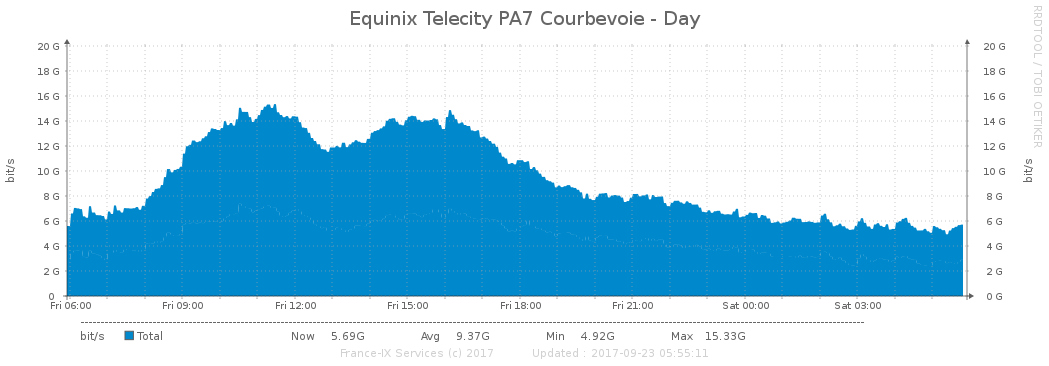 Equinix Telecity PA7 Courbevoie - Day
RRDTOOL / TOBI OETIKER
20 G 20 G
18 G 18 G
16 G 16 G
14 G 14 G
12 G 12 G
10 G 10 G
8 G 8 G
6 G 6 G
4 G 4 G
2 G 2 G
0 0 G
bit/s bit/s
Fri 06:00 Fri 09:00 Fri 12:00 Fri 15:00 Fri 18:00 Fri 21:00 Sat 00:00 Sat 03:00
bit/s Total Now 5.69G Avg 9.37G Min 4.92G Max 15.33G
France-IX Services (c) 2017 Updated : 2017-09-23 05:55:11